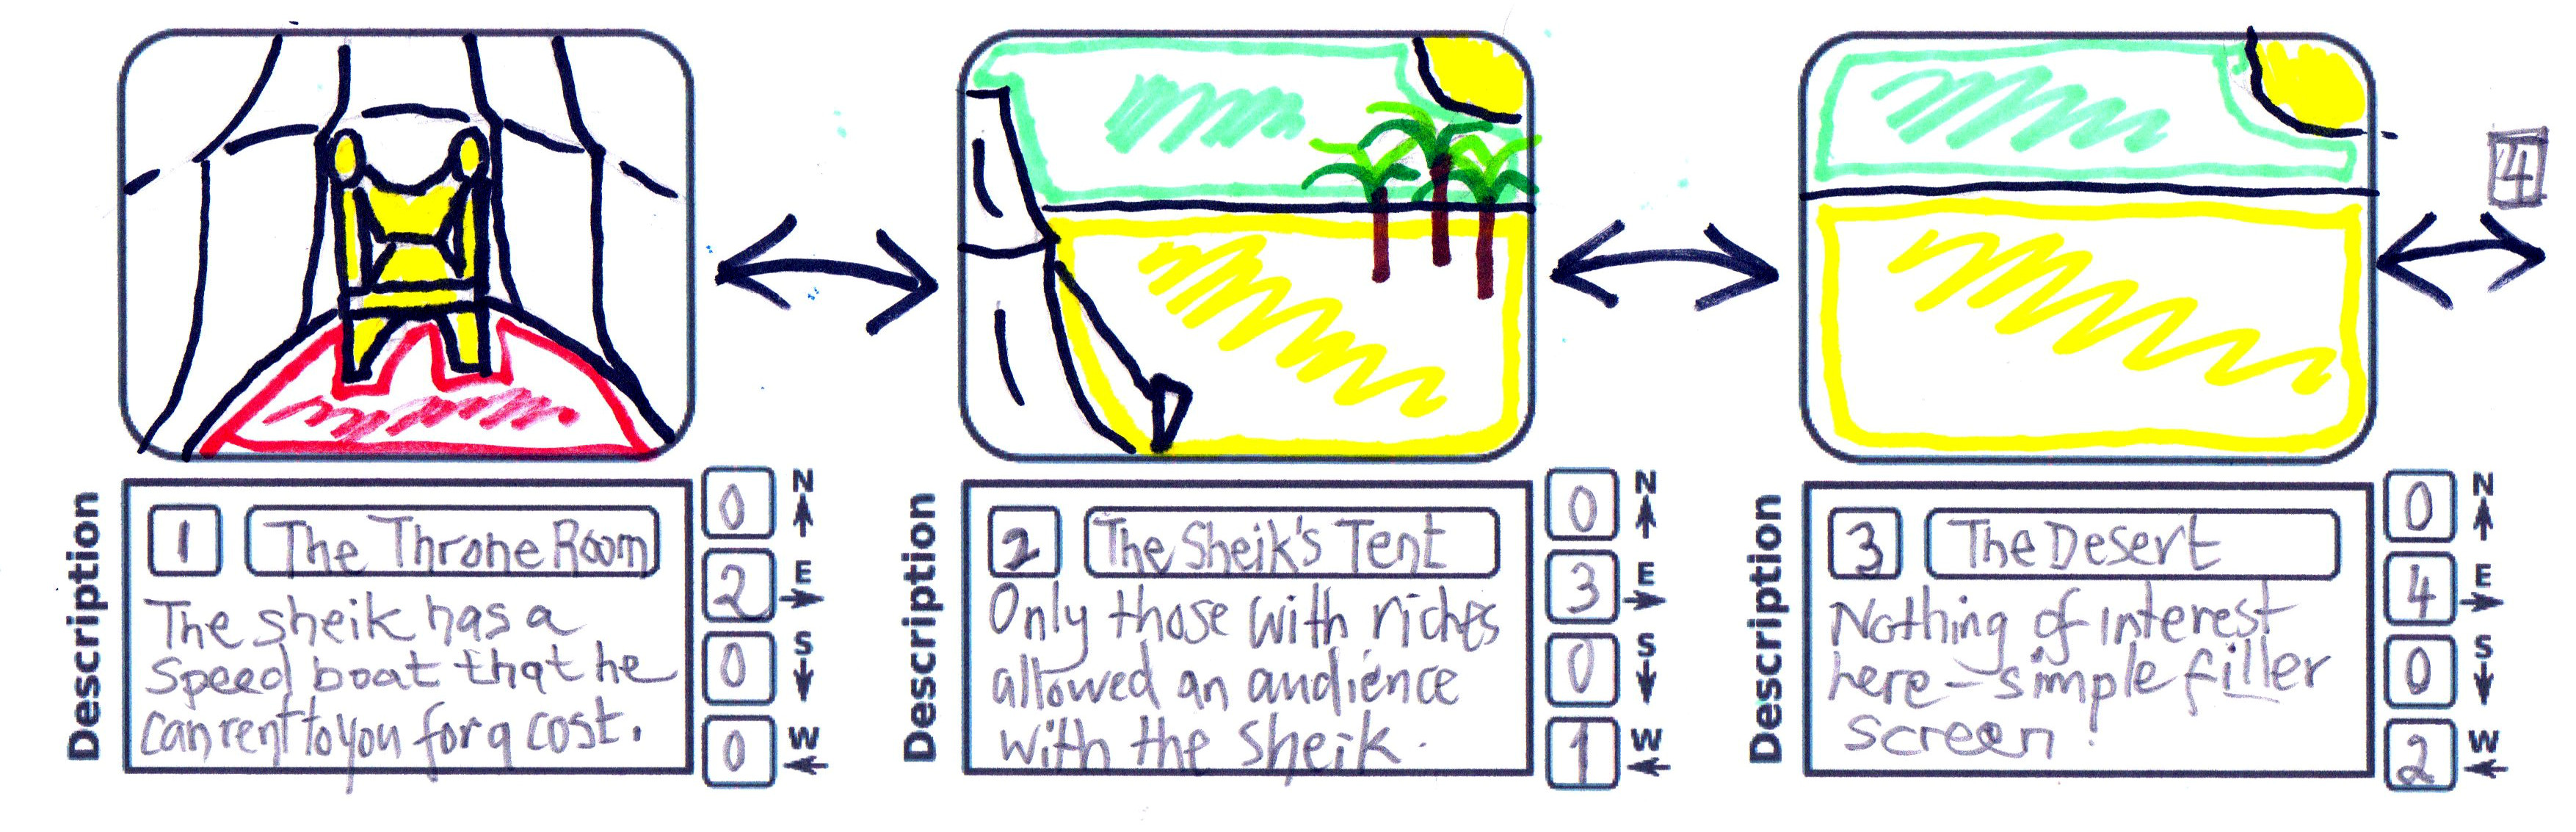 4
Description
1
The Throne Room
The sheik has a
speed boat that he
can rent to you for a cost.
0 N
2 E
0 S
0 W
Description
2
The Sheik's Tent
Only those with riches
allowed an audience
with the sheik.
0 N
3 E
0 S
1 W
Description
3
The Desert
Nothing of interest
here - simple filler
screen!
0 N
4 E
0 S
2 W